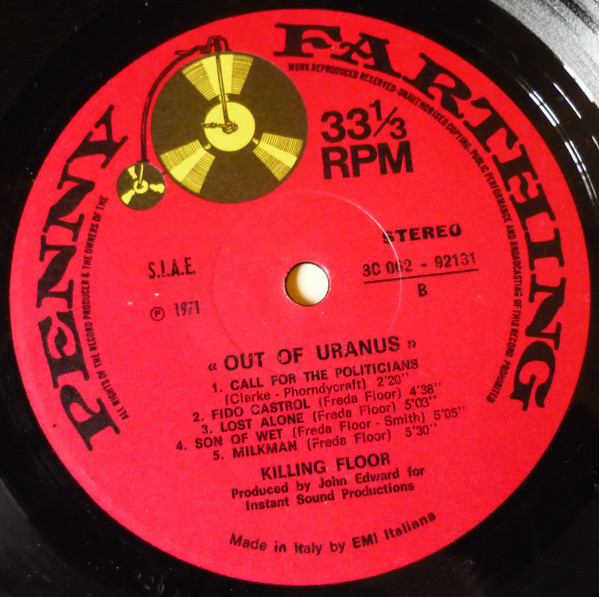 PENNY FARTHING
WORK REPRODUCED RESERVED · UNAUTHORISED COPYING, PUBLIC PERFORMANCE AND BROADCASTING OF THIS RECORD PROHIBITED
ALL RIGHTS OF THE RECORD PRODUCER & THE OWNERS OF THE
33 1/3
RPM
S.I.A.E.
STEREO
3C 062 - 92131
℗ 1971
B
« OUT OF URANUS »
1. CALL FOR THE POLITICIANS
(Clarke - Phorndycraft) 2'20"
2. FIDO CASTROL (Freda Floor) 4'38"
3. LOST ALONE (Freda Floor) 5'03"
4. SON OF WET (Freda Floor - Smith) 5'05"
5. MILKMAN (Freda Floor) 5'30"
KILLING FLOOR
Produced by John Edward for
Instant Sound Productions
Made in Italy by EMI Italiana